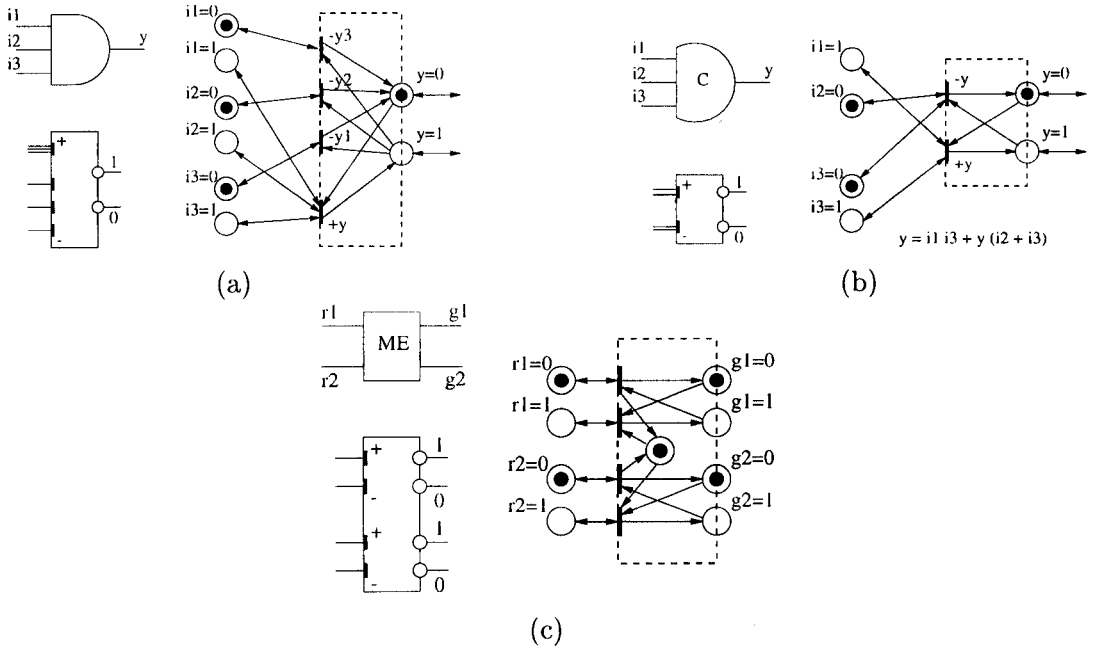 i1
i2
i3
y
+
-
1
0
i1=0
i1=1
i2=0
i2=1
i3=0
i3=1
-y3
-y2
-y1
+y
y=0
y=1
(a)
i1
i2
i3
C
y
+
-
1
0
i1=1
i2=0
i3=0
i3=1
-y
+y
y=0
y=1
y = i1 i3 + y (i2 + i3)
(b)
r1
r2
ME
g1
g2
+
-
+
-
1
0
1
0
r1=0
r1=1
r2=0
r2=1
g1=0
g1=1
g2=0
g2=1
(c)